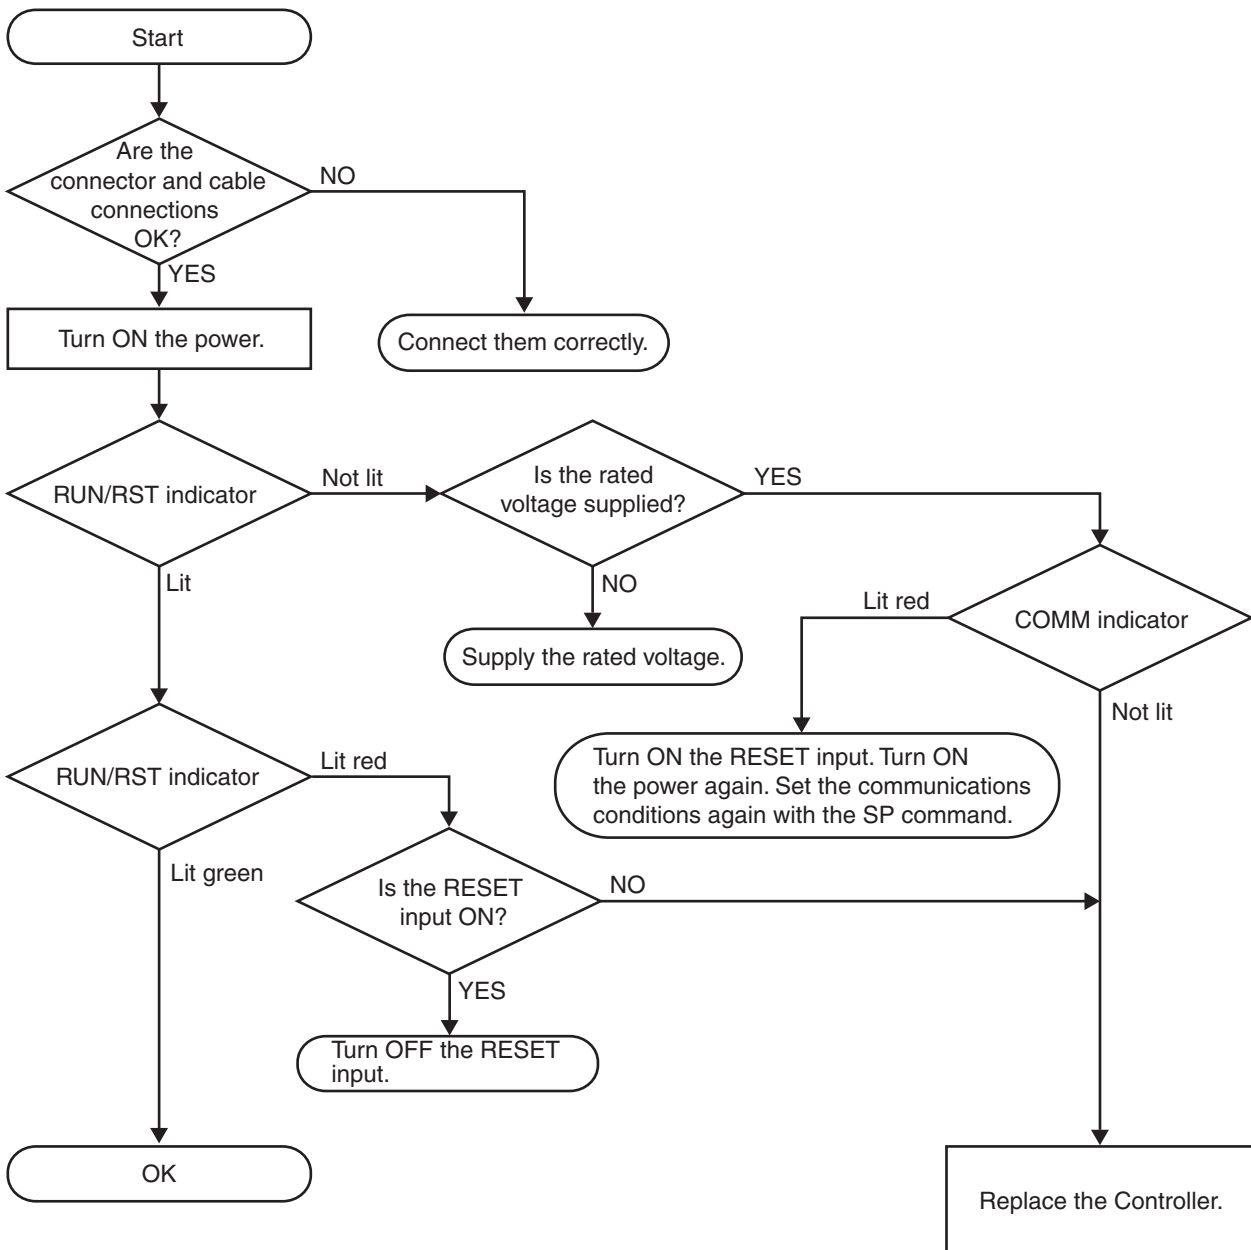 Start
Are the
connector and cable
connections
OK?
NO
YES
Turn ON the power.
Connect them correctly.
RUN/RST indicator
Not lit
Is the rated
voltage supplied?
YES
Lit
NO
Lit red
COMM indicator
Supply the rated voltage.
Not lit
RUN/RST indicator
Lit red
Turn ON the RESET input. Turn ON
the power again. Set the communications
conditions again with the SP command.
Lit green
Is the RESET
input ON?
NO
YES
Turn OFF the RESET
input.
OK
Replace the Controller.